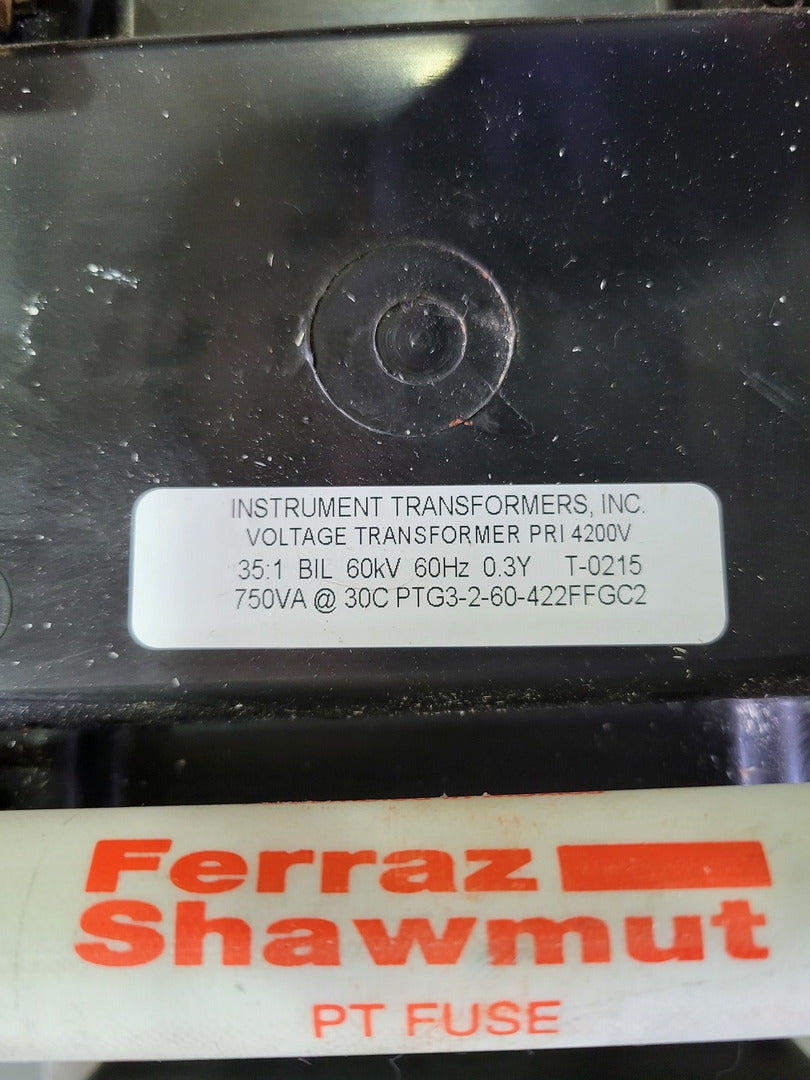 INSTRUMENT TRANSFORMERS, INC.
VOLTAGE TRANSFORMER PRI 4200V
35:1 BIL 60kV 60Hz 0.3Y T-0215
750VA @ 30C PTG3-2-60-422FFGC2
Ferraz
Shawmut
PT FUSE